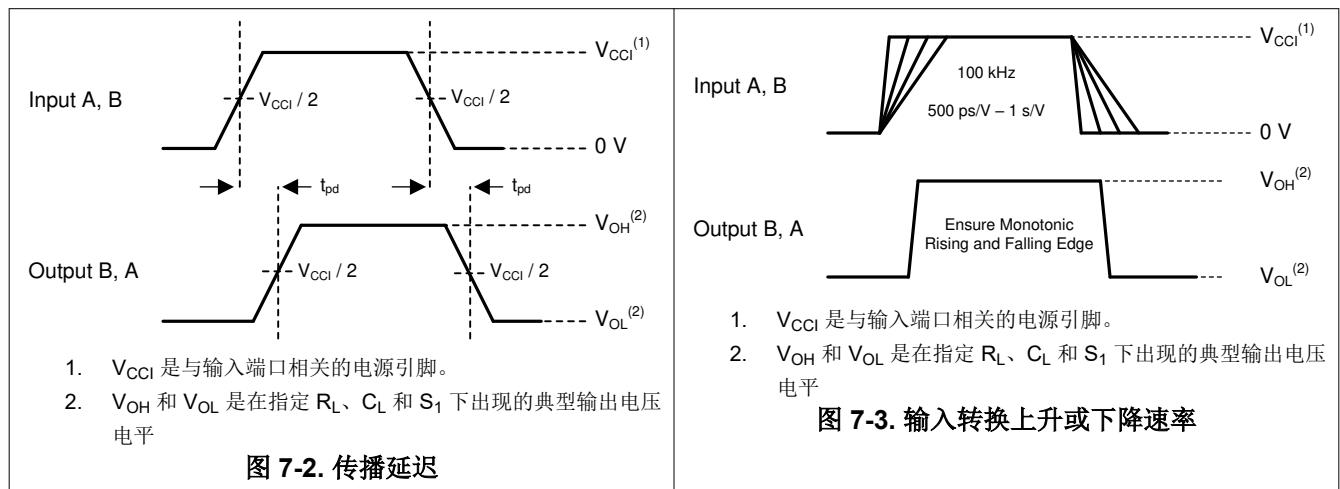 Input A, B
V_CCI / 2
V_CCI / 2
V_CCI(1)
0 V
t_pd
t_pd
Output B, A
V_CCI / 2
V_CCI / 2
V_OH(2)
V_OL(2)
1. V_CCI 是与输入端口相关的电源引脚。
2. V_OH 和 V_OL 是在指定 R_L、C_L 和 S_1 下出现的典型输出电压
电平
图 7-2. 传播延迟
Input A, B
100 kHz
500 ps/V – 1 s/V
V_CCI(1)
0 V
Output B, A
Ensure Monotonic
Rising and Falling Edge
V_OH(2)
V_OL(2)
1. V_CCI 是与输入端口相关的电源引脚。
2. V_OH 和 V_OL 是在指定 R_L、C_L 和 S_1 下出现的典型输出电压
电平
图 7-3. 输入转换上升或下降速率